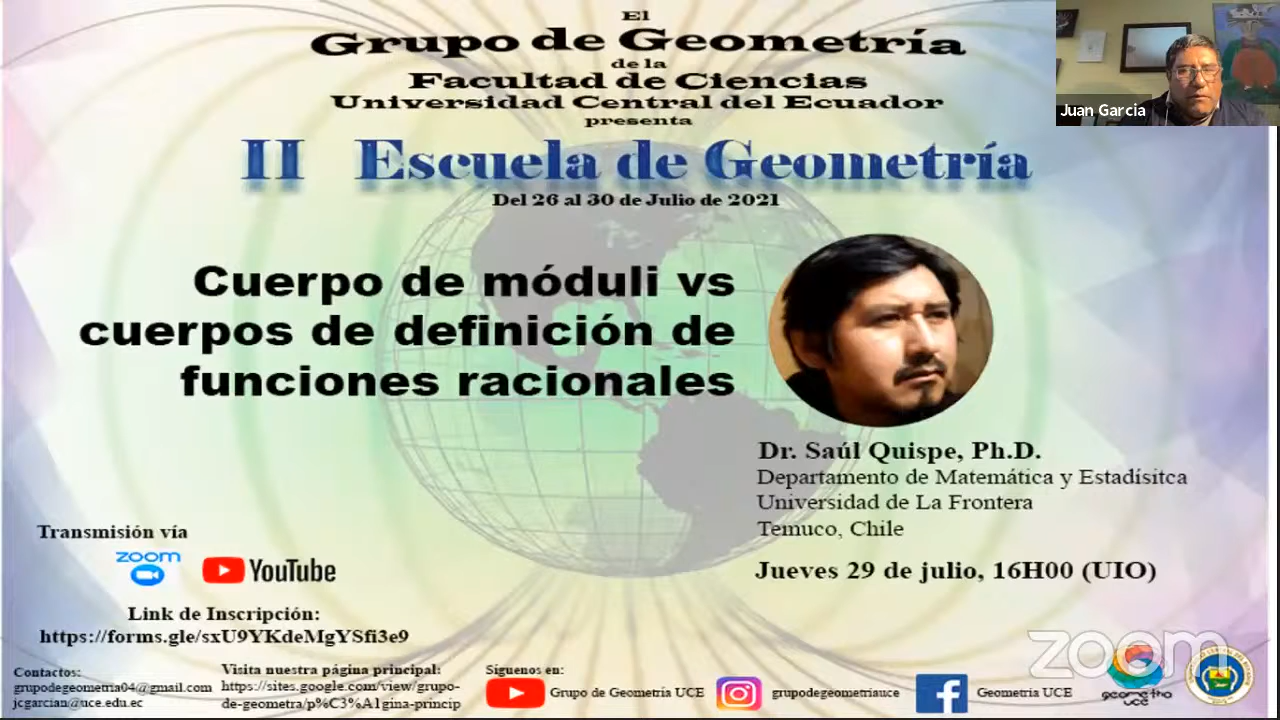 El
Grupo de Geometría
de la
Facultad de Ciencias
Universidad Central del Ecuador
presenta
II Escuela de Geometría
Del 26 al 30 de Julio de 2021
Juan Garcia
Cuerpo de móduli vs
cuerpos de definición de
funciones racionales
Dr. Saúl Quispe, Ph.D.
Departamento de Matemática y Estadísitca
Universidad de La Frontera
Temuco, Chile
Jueves 29 de julio, 16H00 (UIO)
Transmisión vía
zoom
YouTube
Link de Inscripción:
https://forms.gle/sxU9YKdeMgYSfi3e9
Contactos:
grupodegeometria04@gmail.com
jcgarcian@uce.edu.ec
Visita nuestra página principal:
https://sites.google.com/view/grupo-
de-geometra/p%C3%A1gina-princip
Siguenos en:
Grupo de Geometría UCE
grupodegeometriauce
Geometria UCE
zoom